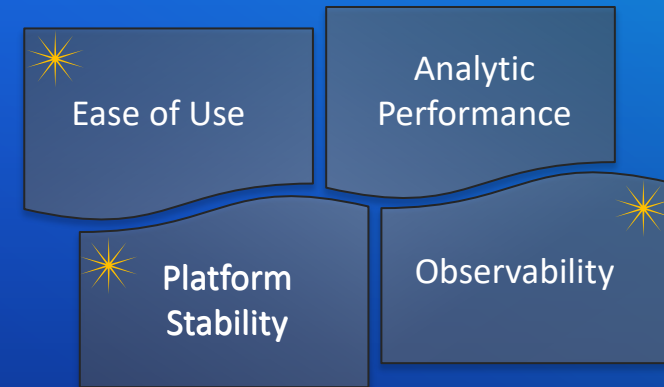 Ease of Use
Analytic
Performance
Platform
Stability
Observability